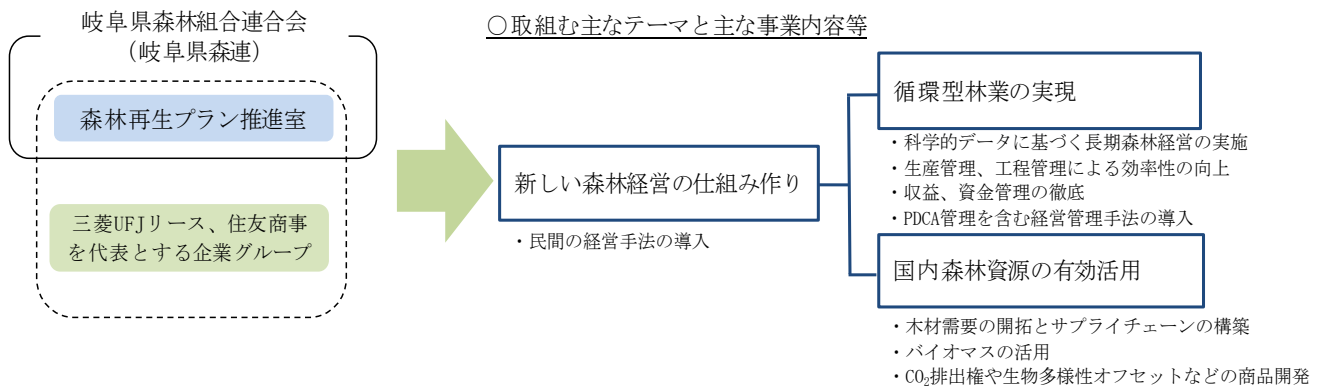 岐阜県森林組合連合会
(岐阜県森連)
森林再生プラン推進室
三菱UFJリース、住友商事
を代表とする企業グループ
○取組む主なテーマと主な事業内容等
新しい森林経営の仕組み作り
・民間の経営手法の導入
循環型林業の実現
・科学的データに基づく長期森林経営の実施
・生産管理、工程管理による効率性の向上
・収益、資金管理の徹底
・PDCA管理を含む経営管理手法の導入
国内森林資源の有効活用
・木材需要の開拓とサプライチェーンの構築
・バイオマスの活用
・CO₂排出権や生物多様性オフセットなどの商品開発